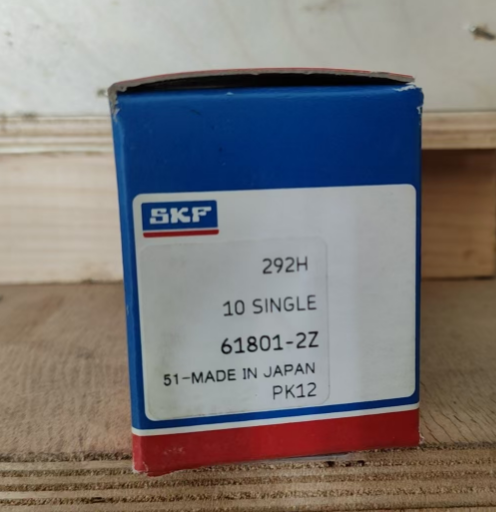 SKF
292H
10 SINGLE
61801-2Z
51-MADE IN JAPAN
PK12